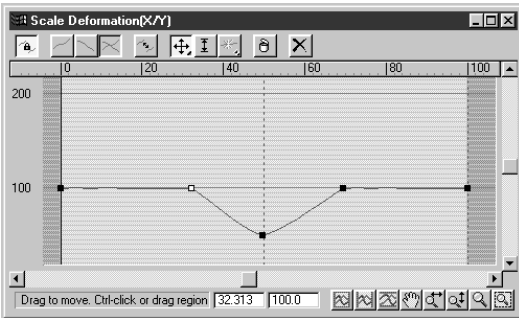 Scale Deformation(X/Y)
0 20 40 60 80 100
200
100
Drag to move. Ctrl-click or drag region 32.313 100.0